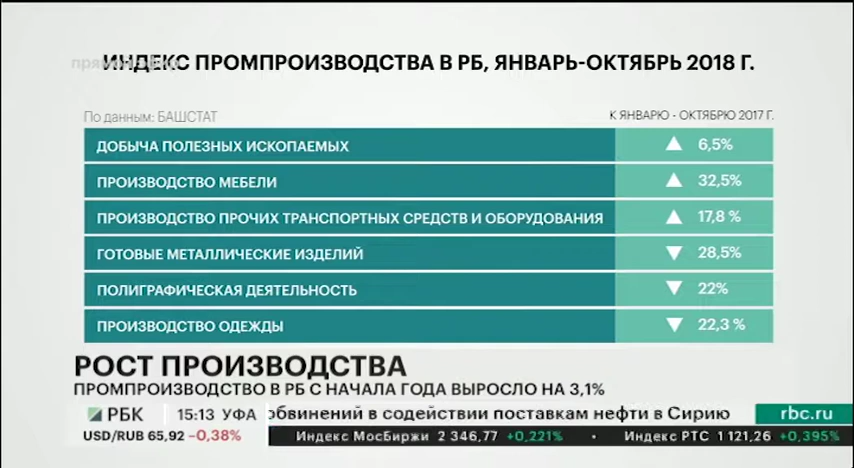 прямой эфир
ИНДЕКС ПРОМПРОИЗВОДСТВА В РБ, ЯНВАРЬ-ОКТЯБРЬ 2018 Г.
По данным: БАШСТАТ
К ЯНВАРЮ - ОКТЯБРЮ 2017 Г.
ДОБЫЧА ПОЛЕЗНЫХ ИСКОПАЕМЫХ ▲ 6,5%
ПРОИЗВОДСТВО МЕБЕЛИ ▲ 32,5%
ПРОИЗВОДСТВО ПРОЧИХ ТРАНСПОРТНЫХ СРЕДСТВ И ОБОРУДОВАНИЯ ▲ 17,8 %
ГОТОВЫЕ МЕТАЛЛИЧЕСКИЕ ИЗДЕЛИЙ ▼ 28,5%
ПОЛИГРАФИЧЕСКАЯ ДЕЯТЕЛЬНОСТЬ ▼ 22%
ПРОИЗВОДСТВО ОДЕЖДЫ ▼ 22,3 %
РОСТ ПРОИЗВОДСТВА
ПРОМПРОИЗВОДСТВО В РБ С НАЧАЛА ГОДА ВЫРОСЛО НА 3,1%
РБК 15:13 УФА обвинений в содействии поставкам нефти в Сирию rbc.ru
USD/RUB 65,92 -0,38% Индекс МосБиржи 2 346,77 +0,221% • Индекс РТС 1 121,26 +0,395%